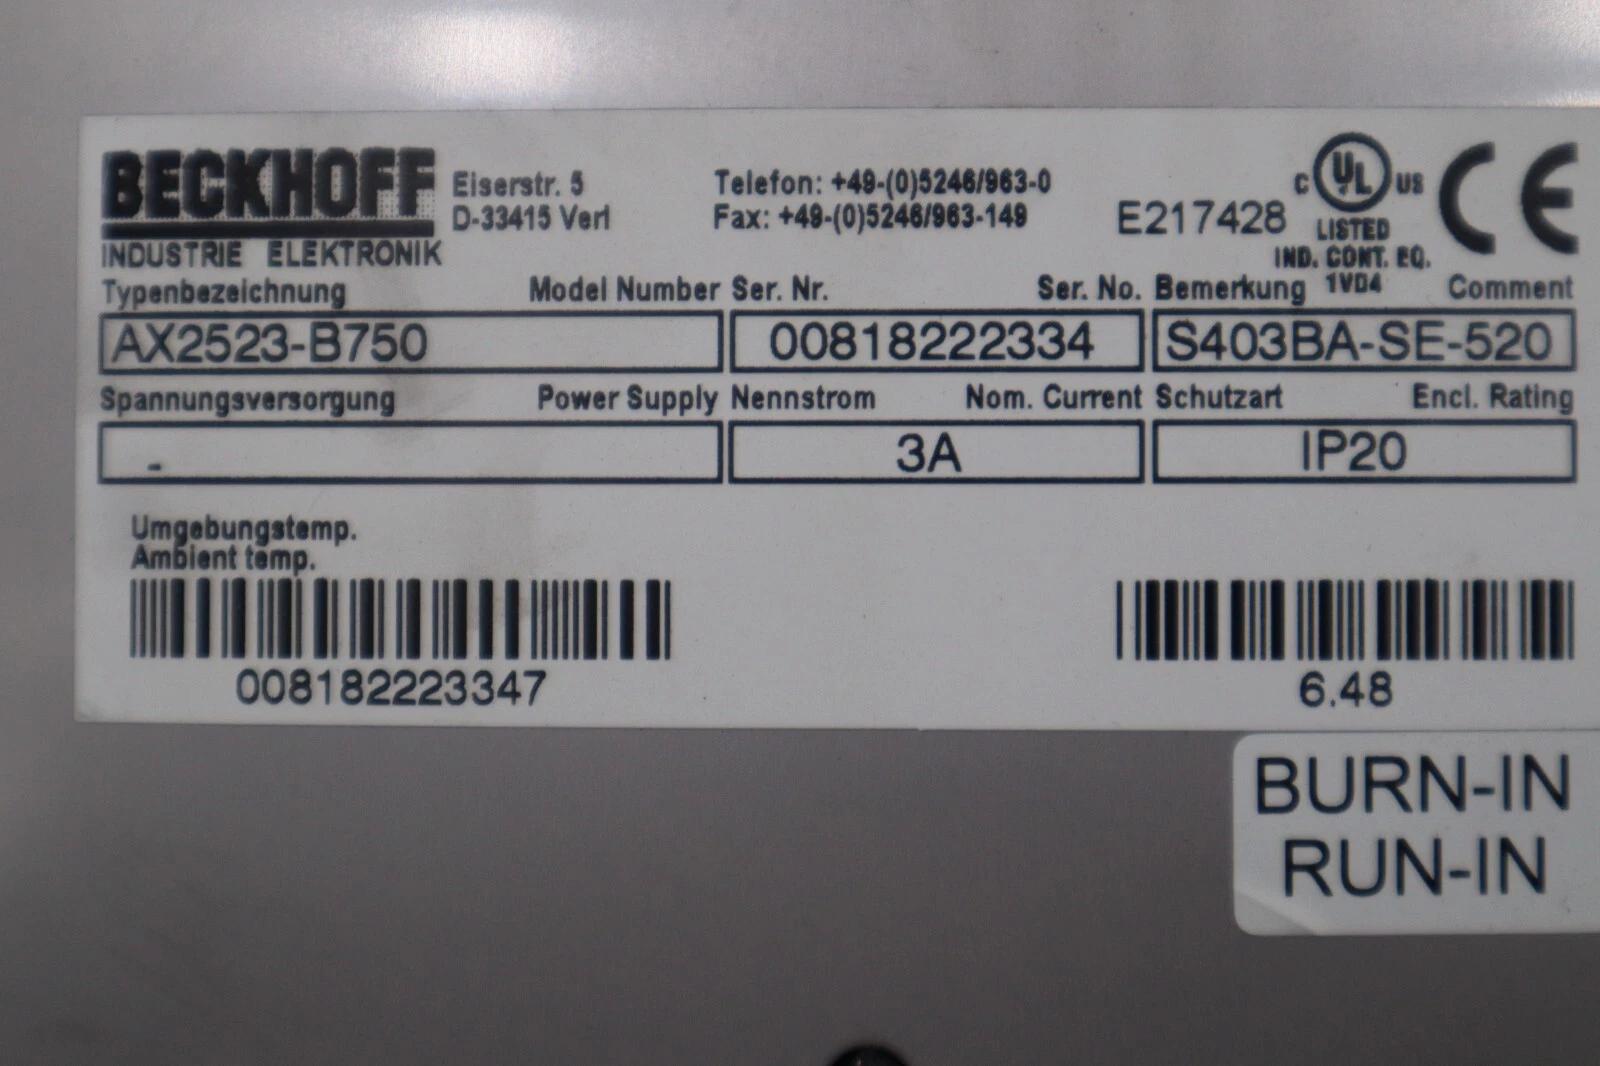 BECKHOFF
INDUSTRIE ELEKTRONIK
Eiserstr. 5
D-33415 Verl
Telefon: +49-(0)5246/963-0
Fax: +49-(0)5246/963-149
E217428
C UL US
LISTED
IND. CONT. EQ.
1VD4
CE
Typenbezeichnung Model Number Ser. Nr. Ser. No. Bemerkung Comment
AX2523-B750 00818222334 S403BA-SE-520
Spannungsversorgung Power Supply Nennstrom Nom. Current Schutzart Encl. Rating
- 3A IP20
Umgebungstemp.
Ambient temp.
008182223347 6.48
BURN-IN
RUN-IN